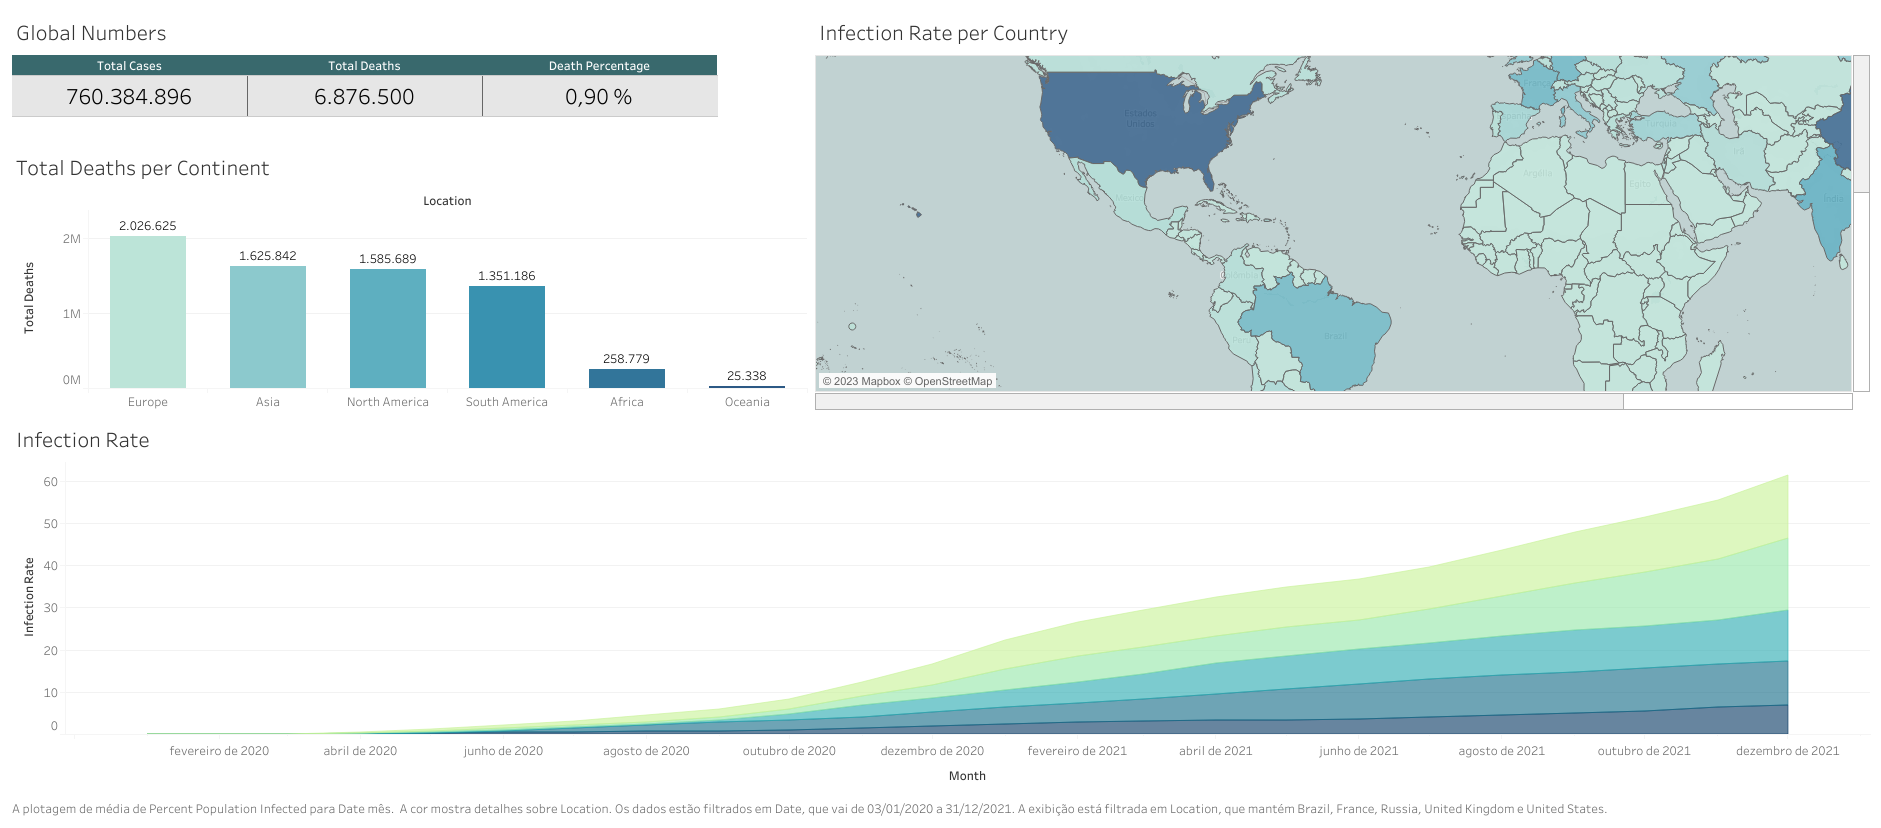 Global Numbers
Total Cases Total Deaths Death Percentage
760.384.896 6.876.500 0,90 %
Total Deaths per Continent
Location
Total Deaths
2M
1M
0M
2.026.625
1.625.842
1.585.689
1.351.186
258.779
25.338
Europe Asia North America South America Africa Oceania
Infection Rate per Country
Estados
Unidos
México
Colômbia
Peru
Brasil
França
Espanha
Turquia
Argélia
Egito
Irã
Índia
© 2023 Mapbox © OpenStreetMap
Infection Rate
Infection Rate
60
50
40
30
20
10
0
fevereiro de 2020 abril de 2020 junho de 2020 agosto de 2020 outubro de 2020 dezembro de 2020 fevereiro de 2021 abril de 2021 junho de 2021 agosto de 2021 outubro de 2021 dezembro de 2021
Month
A plotagem de média de Percent Population Infected para Date mês. A cor mostra detalhes sobre Location. Os dados estão filtrados em Date, que vai de 03/01/2020 a 31/12/2021. A exibição está filtrada em Location, que mantém Brazil, France, Russia, United Kingdom e United States.